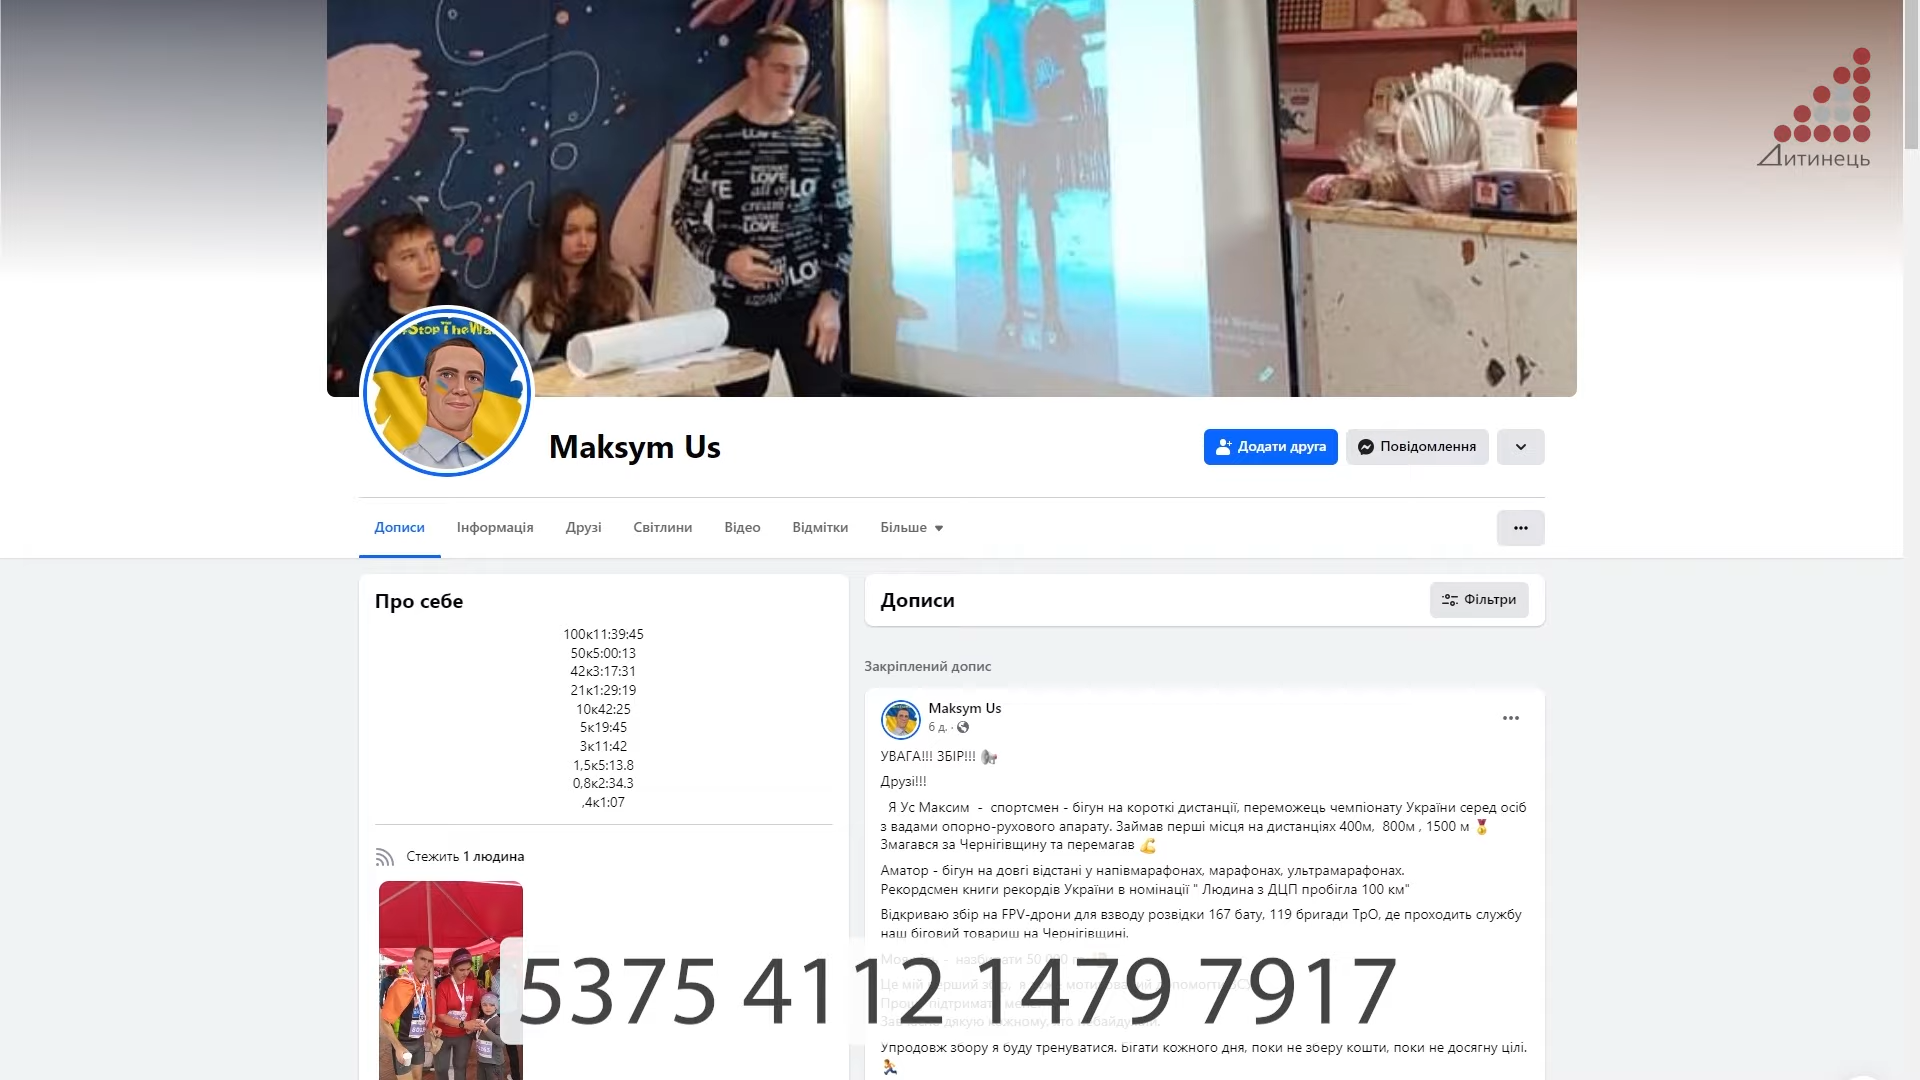 Дитинець
StopTheWa
LOVE
all of
cream
INSTANT
LOVE
Maksym Us
Додати друга
Повідомлення
Дописи
Інформація
Друзі
Світлини
Відео
Відмітки
Більше
Про себе
100к11:39:45
50к5:00:13
42к3:17:31
21к1:29:19
10к42:25
5к19:45
3к11:42
1,5к5:13.8
0,8к2:34.3
,4к1:07
Стежить 1 людина
Дописи
Фільтри
Закріплений допис
Maksym Us
6 д. ·
УВАГА!!! ЗБІР!!!
Друзі!!!
Я Ус Максим - спортсмен - бігун на короткі дистанції, переможець чемпіонату України серед осіб
з вадами опорно-рухового апарату. Займав перші місця на дистанціях 400м, 800м , 1500 м
Змагався за Чернігівщину та перемагав
Аматор - бігун на довгі відстані у напівмарафонах, марафонах, ультрамарафонах.
Рекордсмен книги рекордів України в номінації " Людина з ДЦП пробігла 100 км"
Відкриваю збір на FPV-дрони для взводу розвідки 167 бату, 119 бригади ТрО, де проходить службу
наш біговий товариш на Чернігівщині.
5375 4112 1479 7917
Упродовж збору я буду тренуватися. Бігати кожного дня, поки не зберу кошти, поки не досягну цілі.